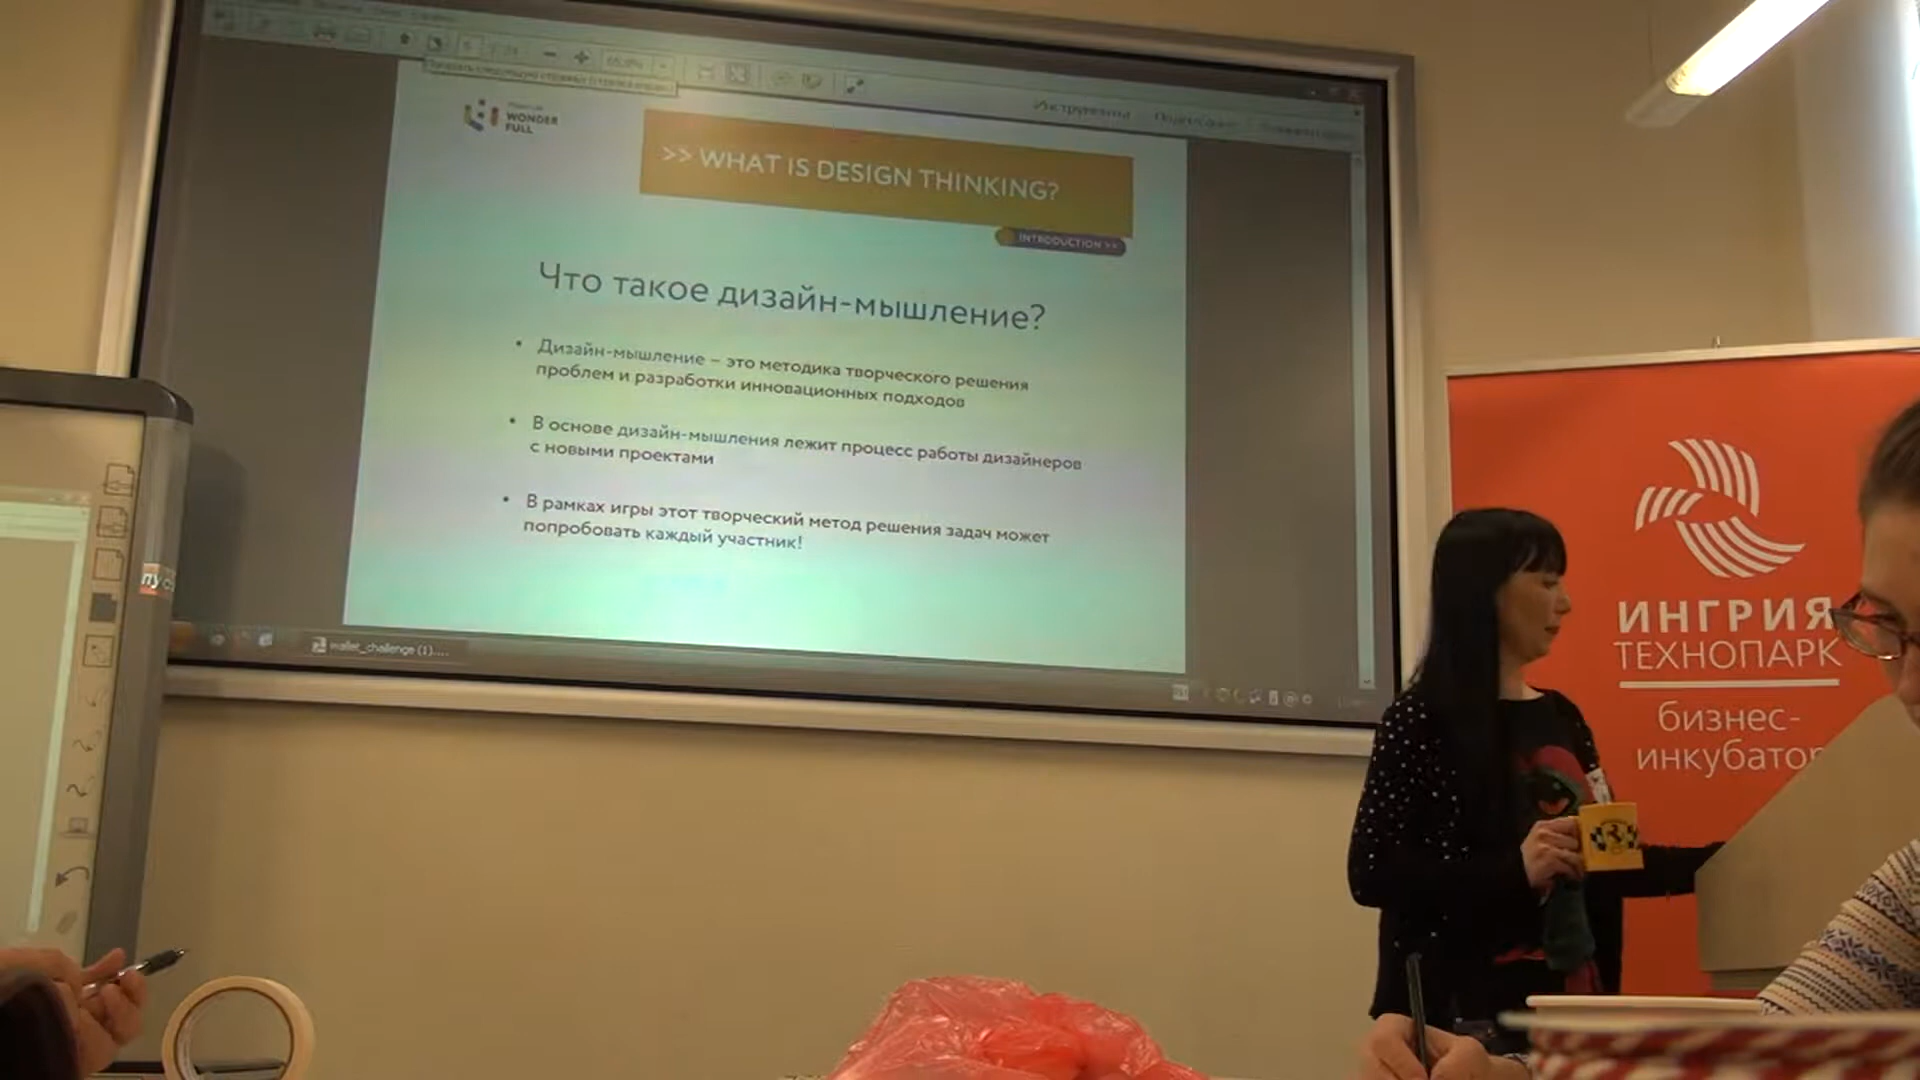 Инструменты
WONDER
FULL
>> WHAT IS DESIGN THINKING?
INTRODUCTION >>
Что такое дизайн-мышление?
• Дизайн-мышление – это методика творческого решения
проблем и разработки инновационных подходов
• В основе дизайн-мышления лежит процесс работы дизайнеров
с новыми проектами
• В рамках игры этот творческий метод решения задач может
попробовать каждый участник!
wallet_challenge (1)....
ИНГРИЯ
ТЕХНОПАРК
бизнес-
инкубатор